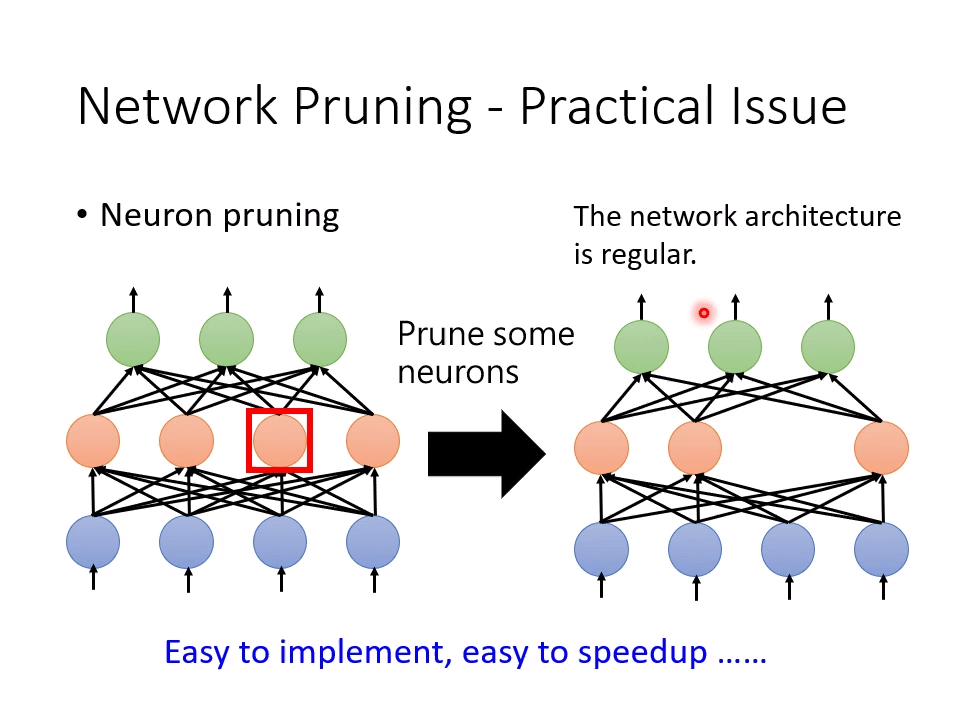 Network Pruning - Practical Issue
• Neuron pruning
The network architecture
is regular.
Prune some
neurons
Easy to implement, easy to speedup ……